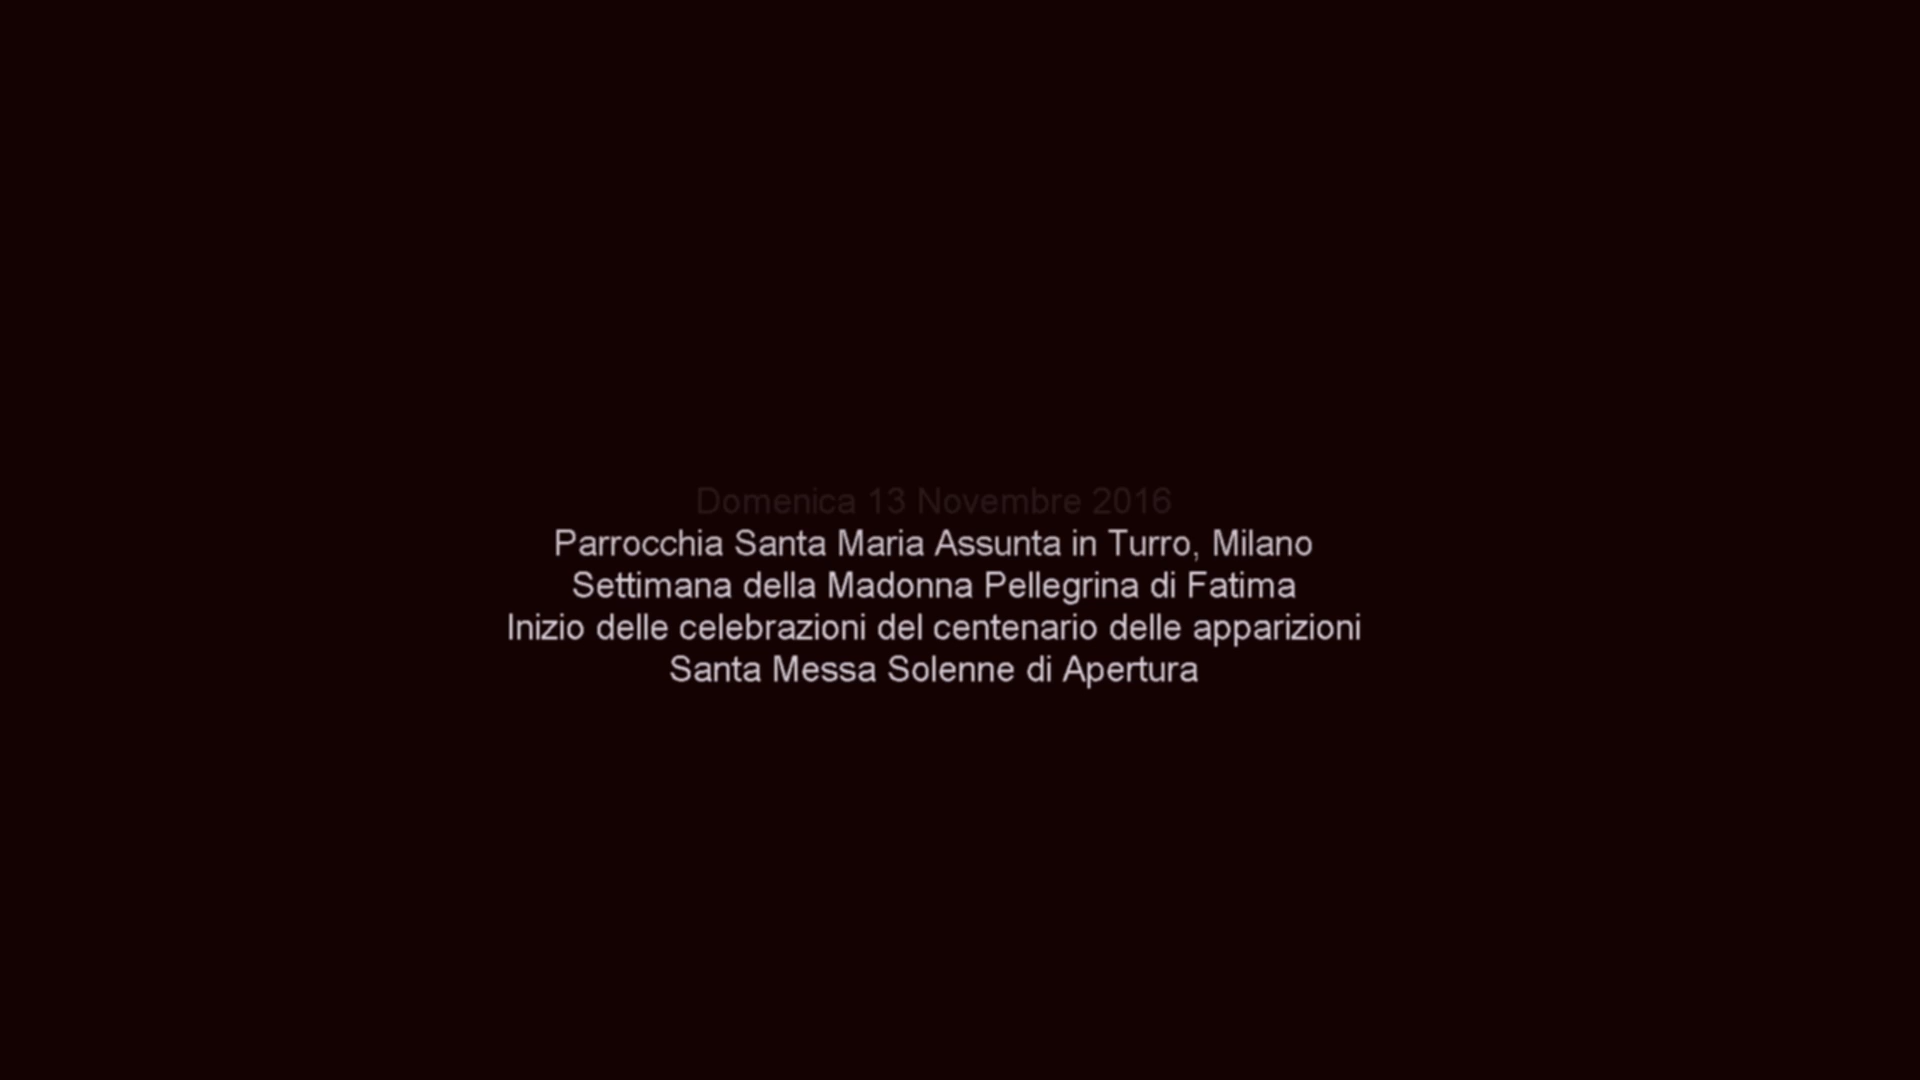 Domenica 13 Novembre 2016
Parrocchia Santa Maria Assunta in Turro, Milano
Settimana della Madonna Pellegrina di Fatima
Inizio delle celebrazioni del centenario delle apparizioni
Santa Messa Solenne di Apertura